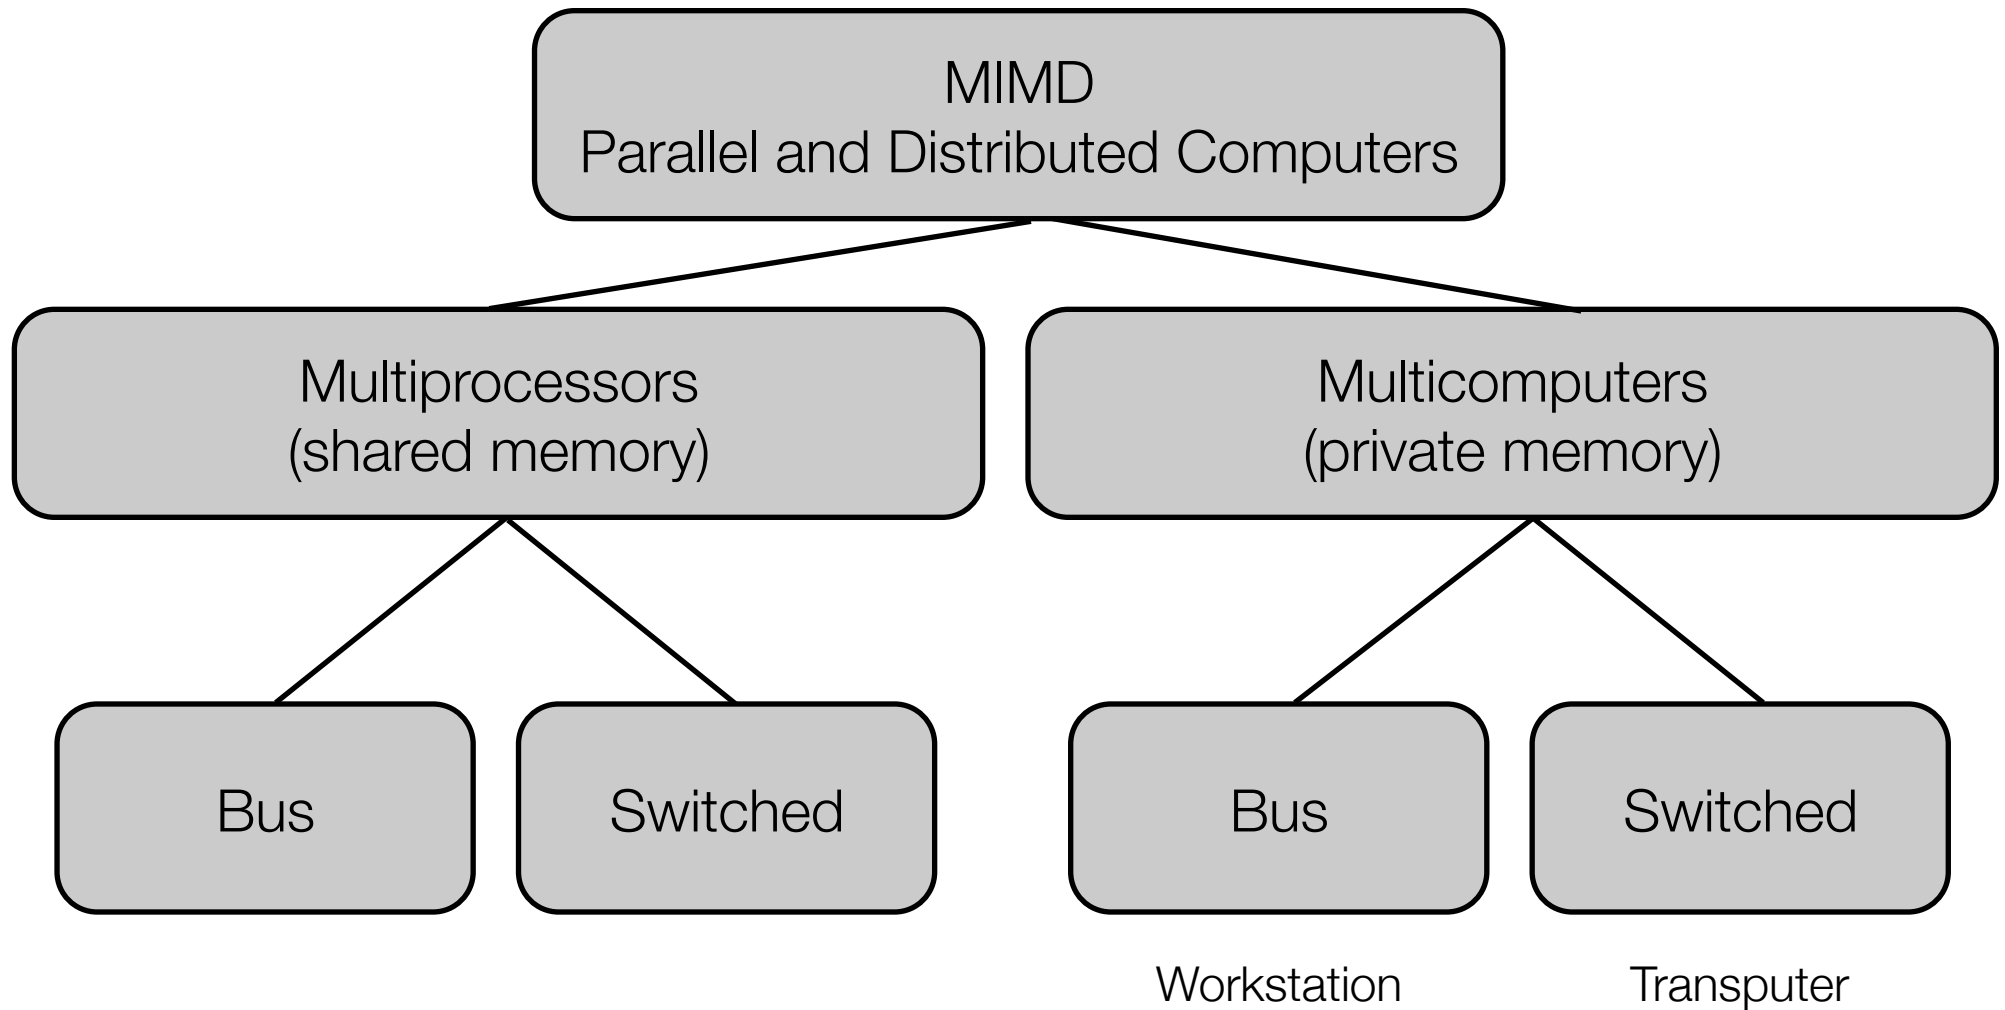 MIMD
Parallel and Distributed Computers
Multiprocessors
(shared memory)
Multicomputers
(private memory)
Bus
Switched
Bus
Switched
Workstation
Transputer